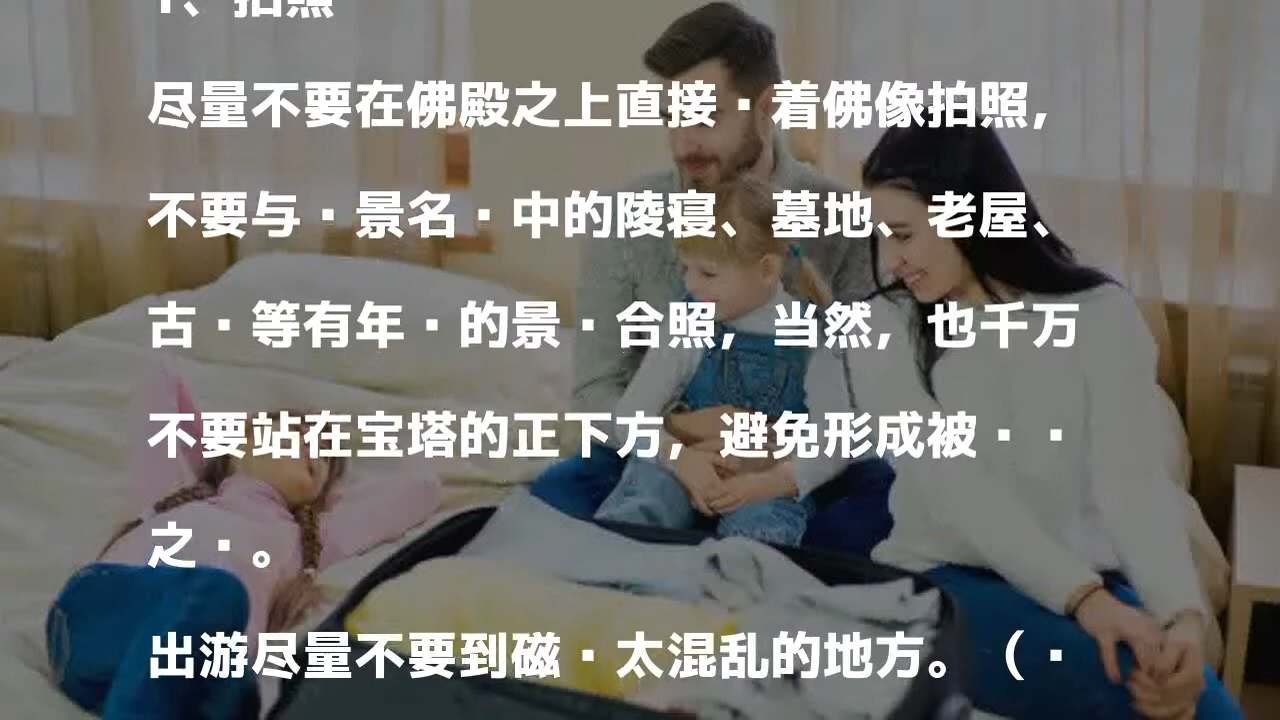 1、拍照
尽量不要在佛殿之上直接·着佛像拍照，
不要与·景名·中的陵寝、墓地、老屋、
古·等有年·的景·合照，当然，也千万
不要站在宝塔的正下方，避免形成被··
之·。
出游尽量不要到磁·太混乱的地方。（·